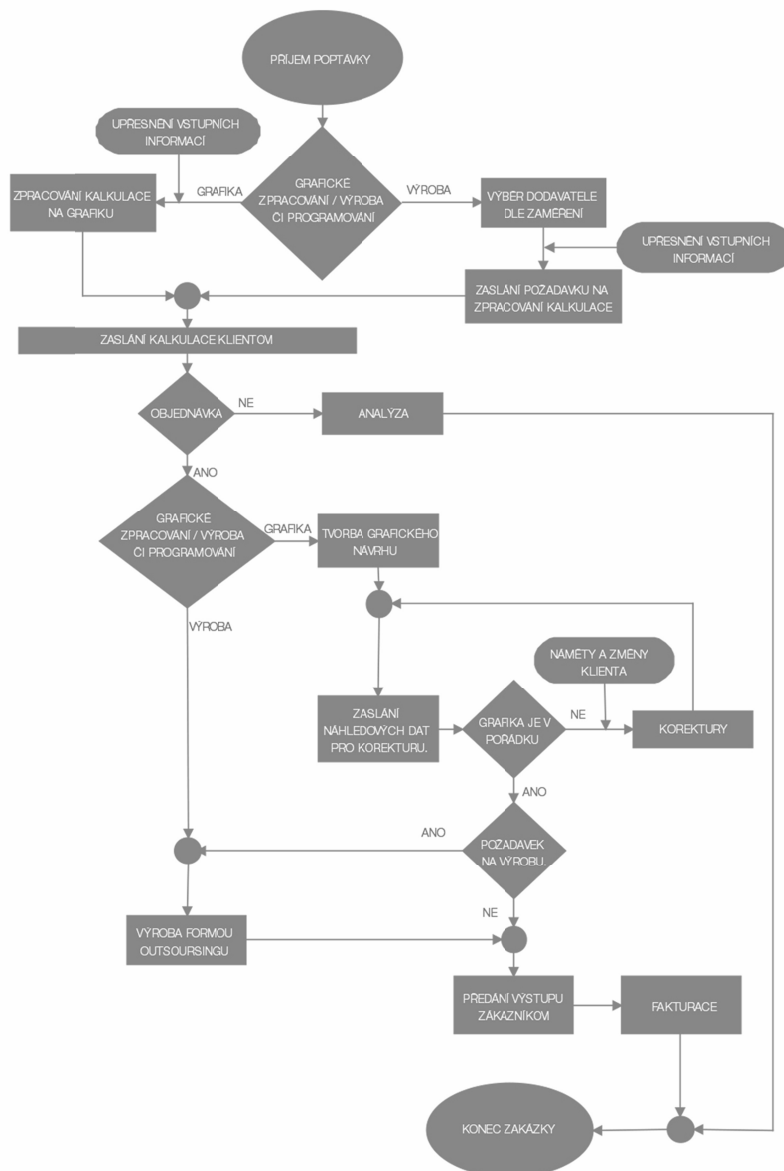 PŘÍJEM POPTÁVKY
UPŘESNĚNÍ VSTUPNÍCH
INFORMACÍ
GRAFICKÉ
ZPRACOVÁNÍ / VÝROBA
ČI PROGRAMOVÁNÍ
GRAFIKA
VÝROBA
ZPRACOVÁNÍ KALKULACE
NA GRAFIKU
VÝBĚR DODAVATELE
DLE ZAMĚŘENÍ
UPŘESNĚNÍ VSTUPNÍCH
INFORMACÍ
ZASLÁNÍ POŽADAVKU NA
ZPRACOVÁNÍ KALKULACE
ZASLÁNÍ KALKULACE KLIENTOVI
OBJEDNÁVKA
NE
ANALÝZA
ANO
GRAFICKÉ
ZPRACOVÁNÍ / VÝROBA
ČI PROGRAMOVÁNÍ
GRAFIKA
TVORBA GRAFICKÉHO
NÁVRHU
VÝROBA
NÁMĚTY A ZMĚNY
KLIENTA
ZASLÁNÍ
NÁHLEDOVÝCH DAT
PRO KOREKTURU.
GRAFIKA JE V
POŘÁDKU
NE
KOREKTURY
ANO
ANO
POŽADAVEK
NA VÝROBU.
NE
VÝROBA FORMOU
OUTSOURSINGU
PŘEDÁNÍ VÝSTUPU
ZÁKAZNÍKOVI
FAKTURACE
KONEC ZAKÁZKY